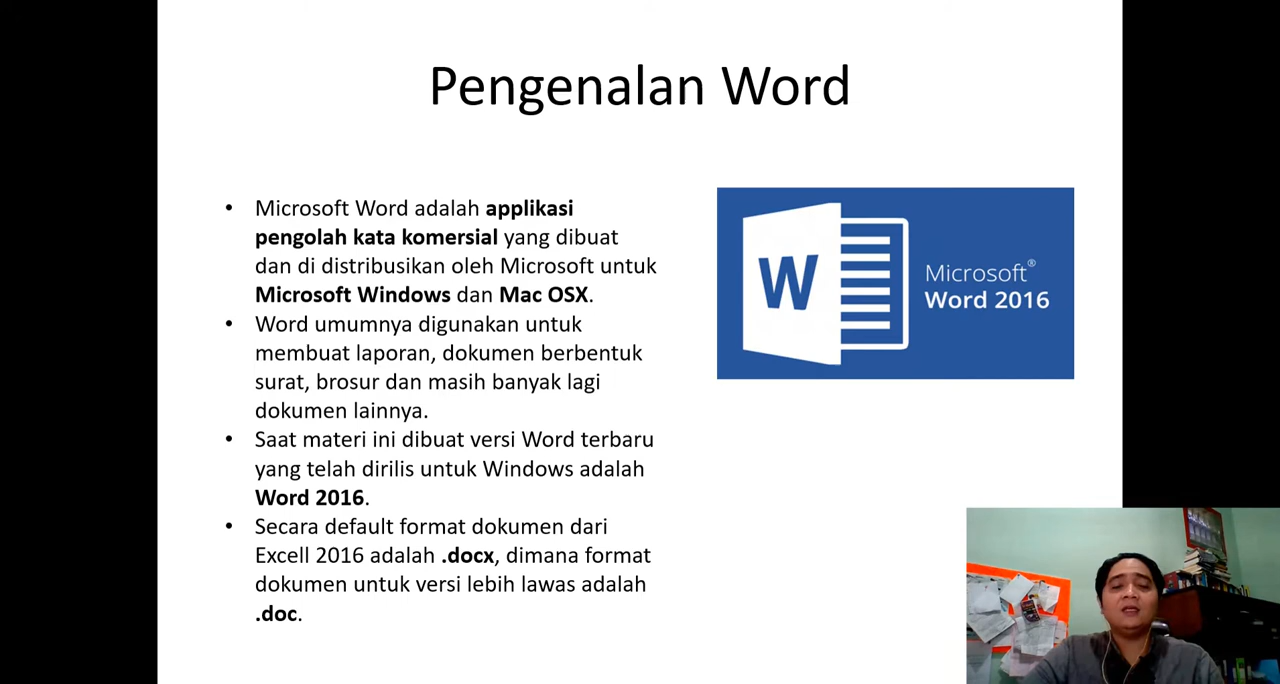 Pengenalan Word
• Microsoft Word adalah applikasi
pengolah kata komersial yang dibuat
dan di distribusikan oleh Microsoft untuk
Microsoft Windows dan Mac OSX.
• Word umumnya digunakan untuk
membuat laporan, dokumen berbentuk
surat, brosur dan masih banyak lagi
dokumen lainnya.
• Saat materi ini dibuat versi Word terbaru
yang telah dirilis untuk Windows adalah
Word 2016.
• Secara default format dokumen dari
Excell 2016 adalah .docx, dimana format
dokumen untuk versi lebih lawas adalah
.doc.
W
Microsoft®
Word 2016